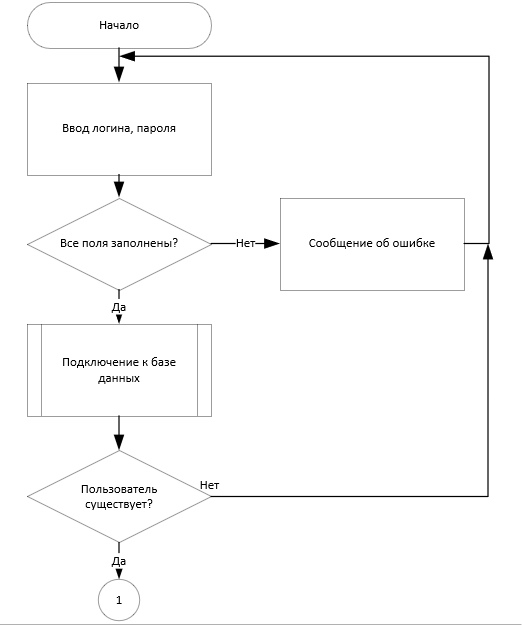 Начало
Ввод логина, пароля
Все поля заполнены?
Нет
Сообщение об ошибке
Да
Подключение к базе
данных
Пользователь
существует?
Нет
Да
1